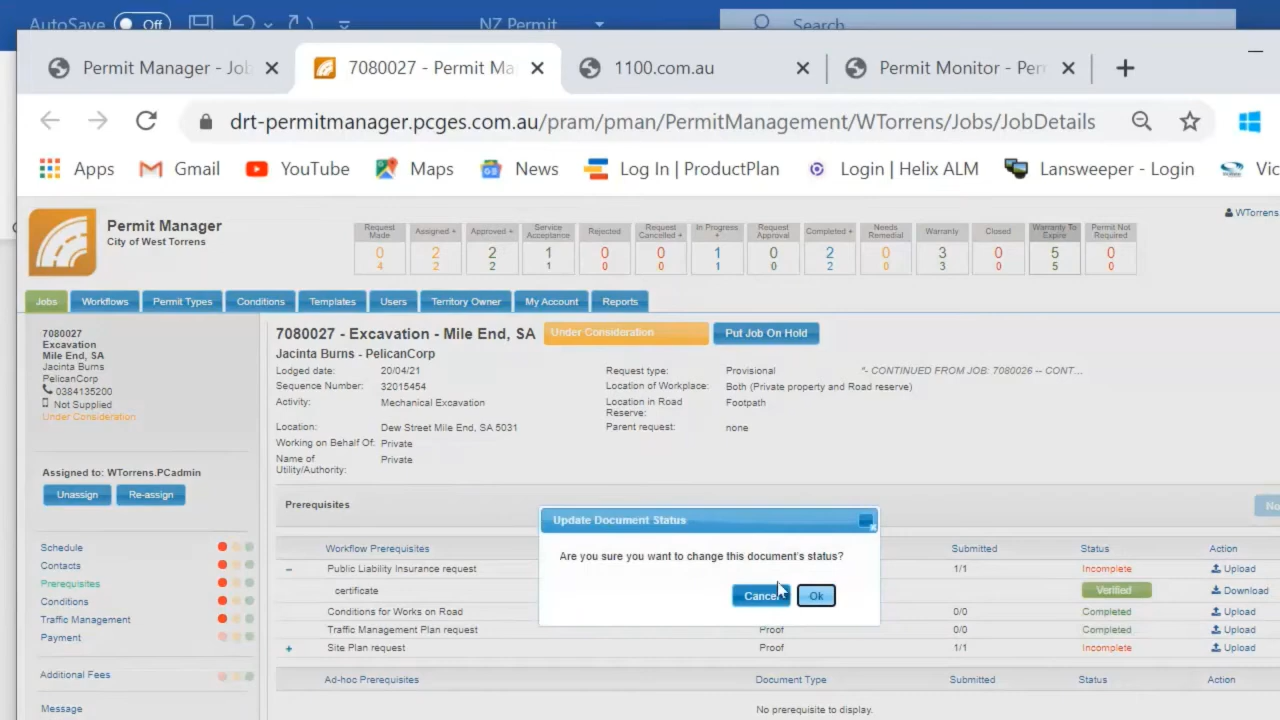 AutoSave Off NZ Permit Search
Permit Manager - Job 7080027 - Permit Ma 1100.com.au Permit Monitor - Per
drt-permitmanager.pcges.com.au/pram/pman/PermitManagement/WTorrens/Jobs/JobDetails
Apps Gmail YouTube Maps News Log In | ProductPlan Login | Helix ALM Lansweeper - Login Vic
Permit Manager
City of West Torrens
WTorrens
Request Made Assigned + Approved + Service Acceptance Rejected Request Cancelled + In Progress + Request Approval Completed + Needs Remedial Warranty Closed Warranty To Expire Permit Not Required
0 2 2 1 0 0 1 0 2 0 3 0 5 0
4 2 2 1 0 0 1 0 2 0 3 0 5 0
Jobs Workflows Permit Types Conditions Templates Users Territory Owner My Account Reports
7080027
Excavation
Mile End, SA
Jacinta Burns
PelicanCorp
0384135200
Not Supplied
Under Consideration
Assigned to: WTorrens.PCadmin
Unassign Re-assign
Schedule
Contacts
Prerequisites
Conditions
Traffic Management
Payment
Additional Fees
Message
7080027 - Excavation - Mile End, SA Under Consideration Put Job On Hold
Jacinta Burns - PelicanCorp
Lodged date: 20/04/21 Request type: Provisional *- CONTINUED FROM JOB: 7080026 -- CONT...
Sequence Number: 32015454 Location of Workplace: Both (Private property and Road reserve)
Activity: Mechanical Excavation Location in Road Reserve: Footpath
Location: Dew Street Mile End, SA 5031 Parent request: none
Working on Behalf Of: Private
Name of Utility/Authority: Private
Prerequisites No
Workflow Prerequisites Submitted Status Action
Public Liability Insurance request 1/1 Incomplete Upload
certificate Verified Download
Conditions for Works on Road 0/0 Completed Upload
Traffic Management Plan request Proof 0/0 Completed Upload
+ Site Plan request Proof 1/1 Incomplete Upload
Ad-hoc Prerequisites Document Type Submitted Status Action
No prerequisite to display.
Update Document Status
Are you sure you want to change this document's status?
Cancel Ok